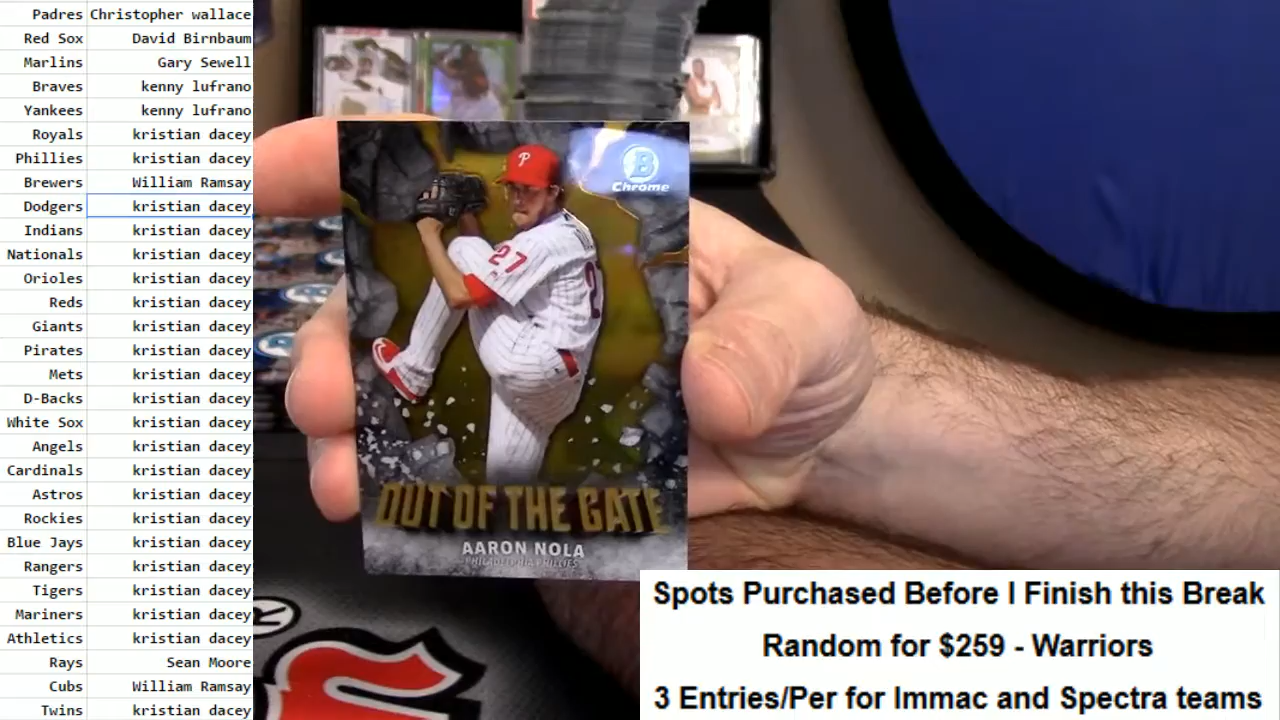 Padres Christopher wallace
Red Sox David Birnbaum
Marlins Gary Sewell
Braves kenny lufrano
Yankees kenny lufrano
Royals kristian dacey
Phillies kristian dacey
Brewers William Ramsay
Dodgers kristian dacey
Indians kristian dacey
Nationals kristian dacey
Orioles kristian dacey
Reds kristian dacey
Giants kristian dacey
Pirates kristian dacey
Mets kristian dacey
D-Backs kristian dacey
White Sox kristian dacey
Angels kristian dacey
Cardinals kristian dacey
Astros kristian dacey
Rockies kristian dacey
Blue Jays kristian dacey
Rangers kristian dacey
Tigers kristian dacey
Mariners kristian dacey
Athletics kristian dacey
Rays Sean Moore
Cubs William Ramsay
Twins kristian dacey
B
Chrome
P
27
2
OUT OF THE GATE
AARON NOLA
PHILADELPHIA PHILLIES
Spots Purchased Before I Finish this Break
Random for $259 - Warriors
3 Entries/Per for Immac and Spectra teams